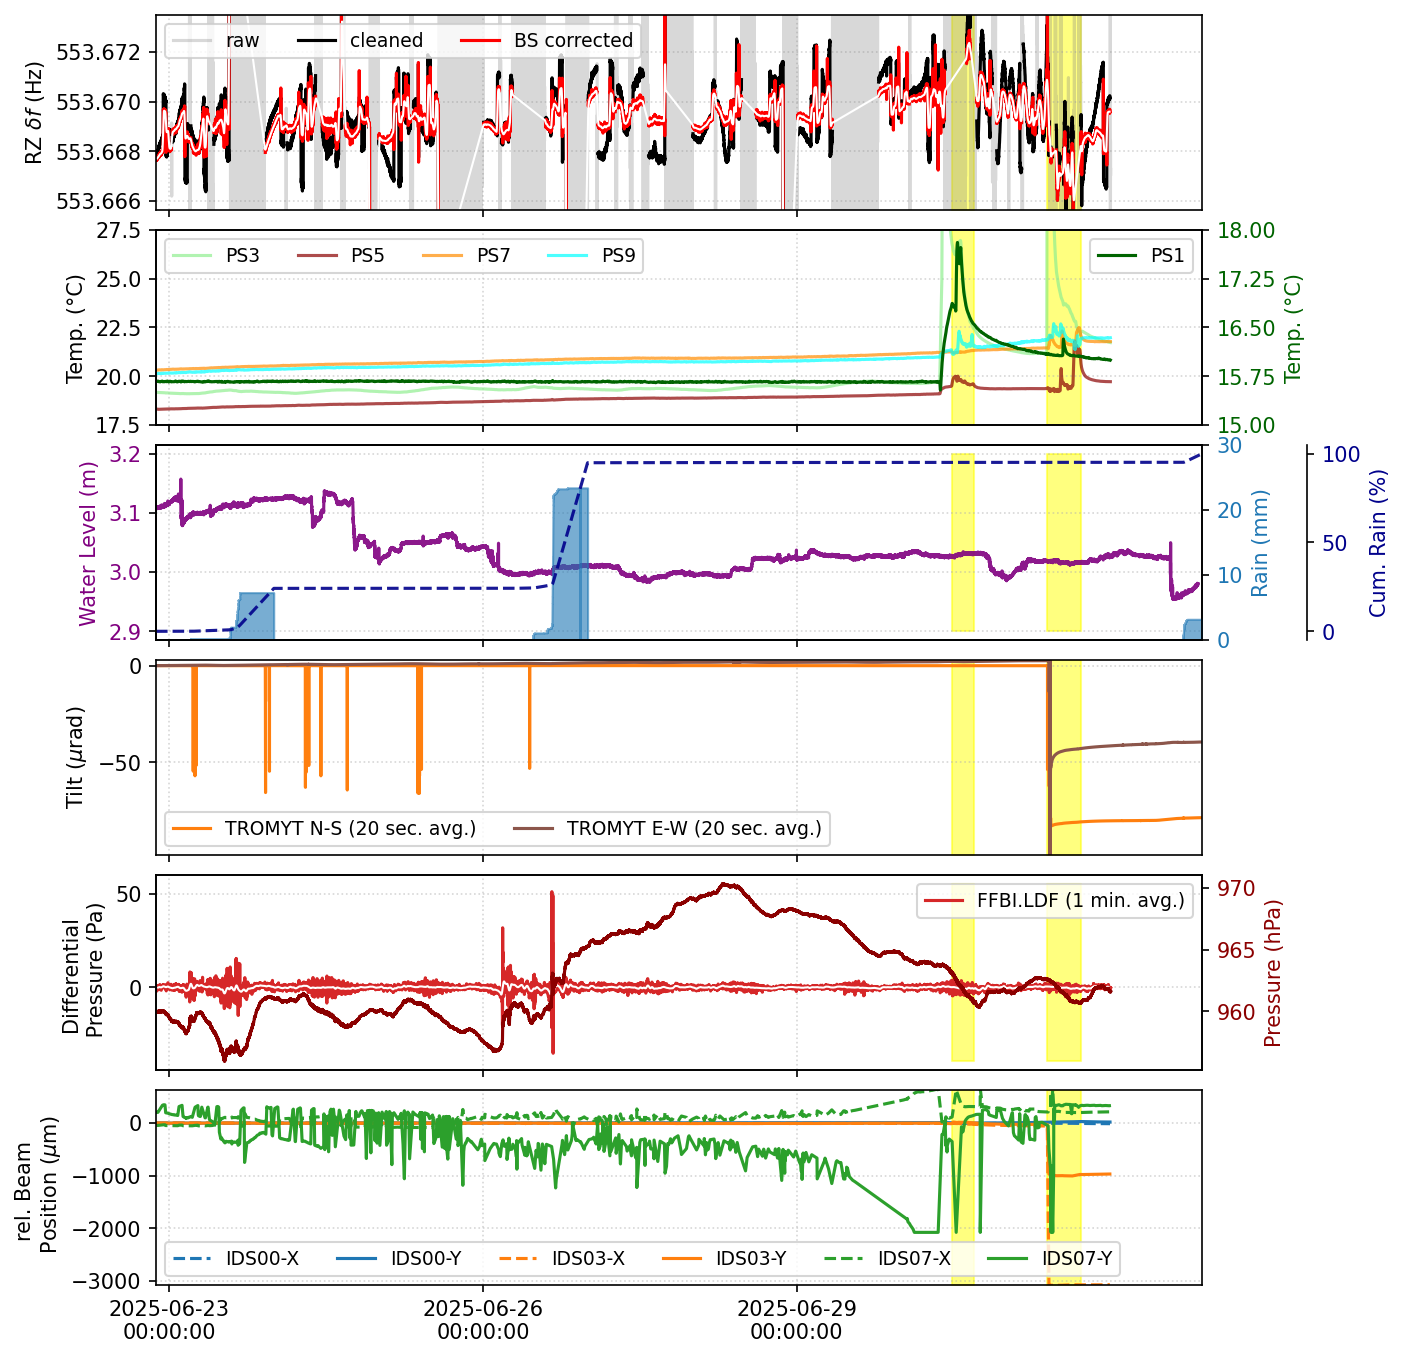 RZ δf (Hz)
553.672
553.670
553.668
553.666
raw
cleaned
BS corrected
Temp. (°C)
27.5
25.0
22.5
20.0
17.5
PS3
PS5
PS7
PS9
PS1
18.00
17.25
16.50
15.75
15.00
Temp. (°C)
Water Level (m)
3.2
3.1
3.0
2.9
30
20
10
0
Rain (mm)
100
50
0
Cum. Rain (%)
Tilt (μrad)
0
−50
TROMYT N-S (20 sec. avg.)
TROMYT E-W (20 sec. avg.)
Differential
Pressure (Pa)
50
0
FFBI.LDF (1 min. avg.)
970
965
960
Pressure (hPa)
rel. Beam
Position (μm)
0
−1000
−2000
−3000
IDS00-X
IDS00-Y
IDS03-X
IDS03-Y
IDS07-X
IDS07-Y
2025-06-23
00:00:00
2025-06-26
00:00:00
2025-06-29
00:00:00